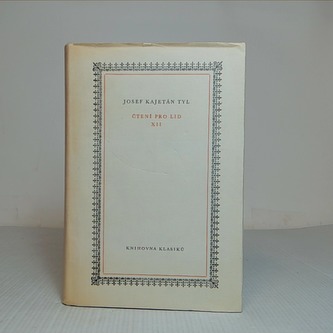 JOSEF KAJETÁN TYL
ČTENÍ PRO LID
XII
KNIHOVNA KLASIKŮ